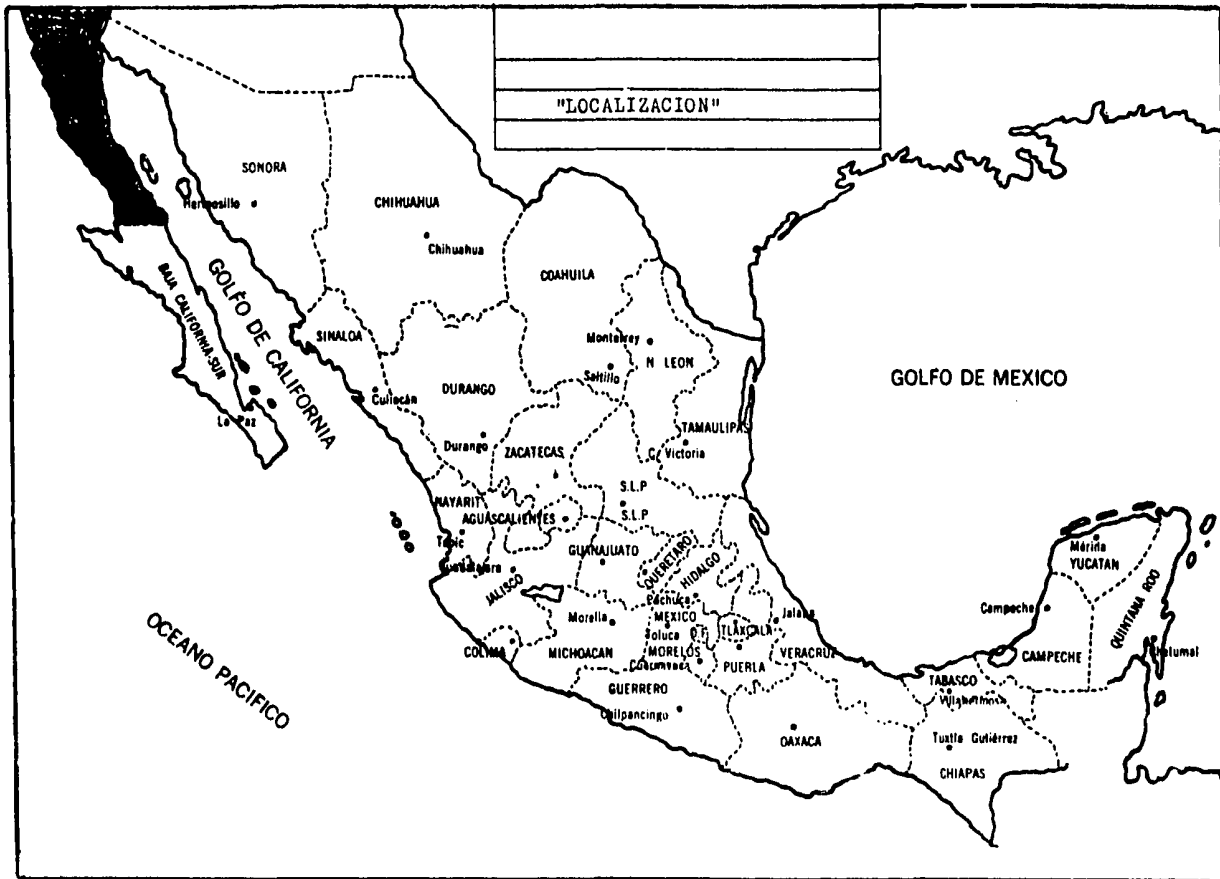 "LOCALIZACION"
SONORA
Hermosillo
CHIHUAHUA
Chihuahua
COAHUILA
BAJA CALIFORNIA-SUR
GOLFO DE CALIFORNIA
SINALOA
Monterrey
N LEON
Saltillo
GOLFO DE MEXICO
DURANGO
Culiacán
La Paz
TAMAULIPAS
Durango
ZACATECAS
C. Victoria
S.L.P
NAYARIT
AGUASCALIENTES
S.L.P
Tepic
GUANAJUATO
QUERETARO
HIDALGO
Mérida
YUCATAN
Guadalajara
JALISCO
Pachuca
Campeche
QUINTANA ROO
Morelia
MEXICO
Jalapa
Toluca
D.F.
TLAXCALA
OCEANO PACIFICO
COLIMA
MICHOACAN
MORELOS
VERACRUZ
CAMPECHE
Chetumal
Cuernavaca
PUEBLA
TABASCO
GUERRERO
Villahermosa
Chilpancingo
OAXACA
Tuxtla Gutiérrez
CHIAPAS